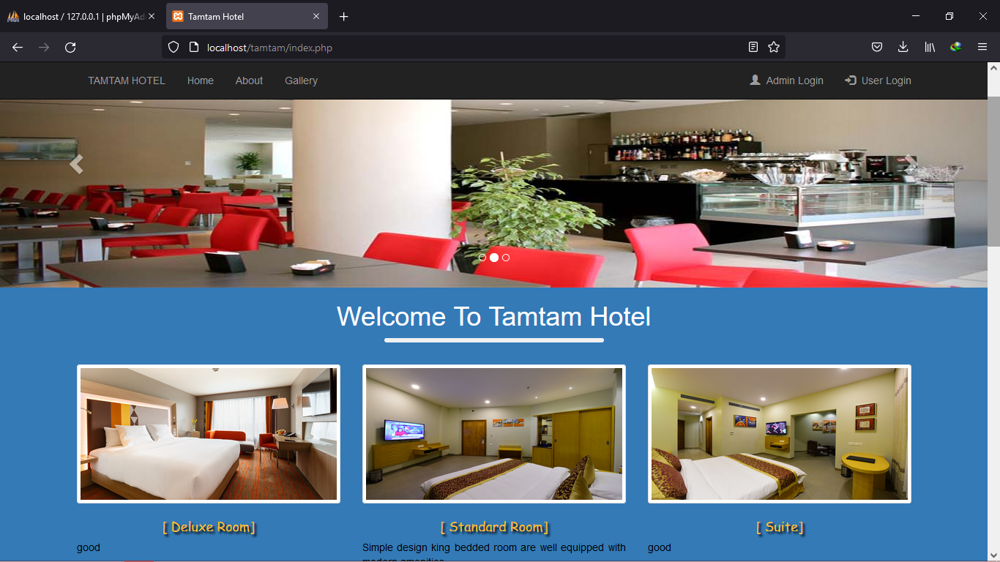 localhost / 127.0.0.1 | phpMyAd
Tamtam Hotel
localhost/tamtam/index.php
TAMTAM HOTEL Home About Gallery Admin Login User Login
Welcome To Tamtam Hotel
[ Deluxe Room] [ Standard Room] [ Suite]
good
Simple design king bedded room are well equipped with
modern amenities
good